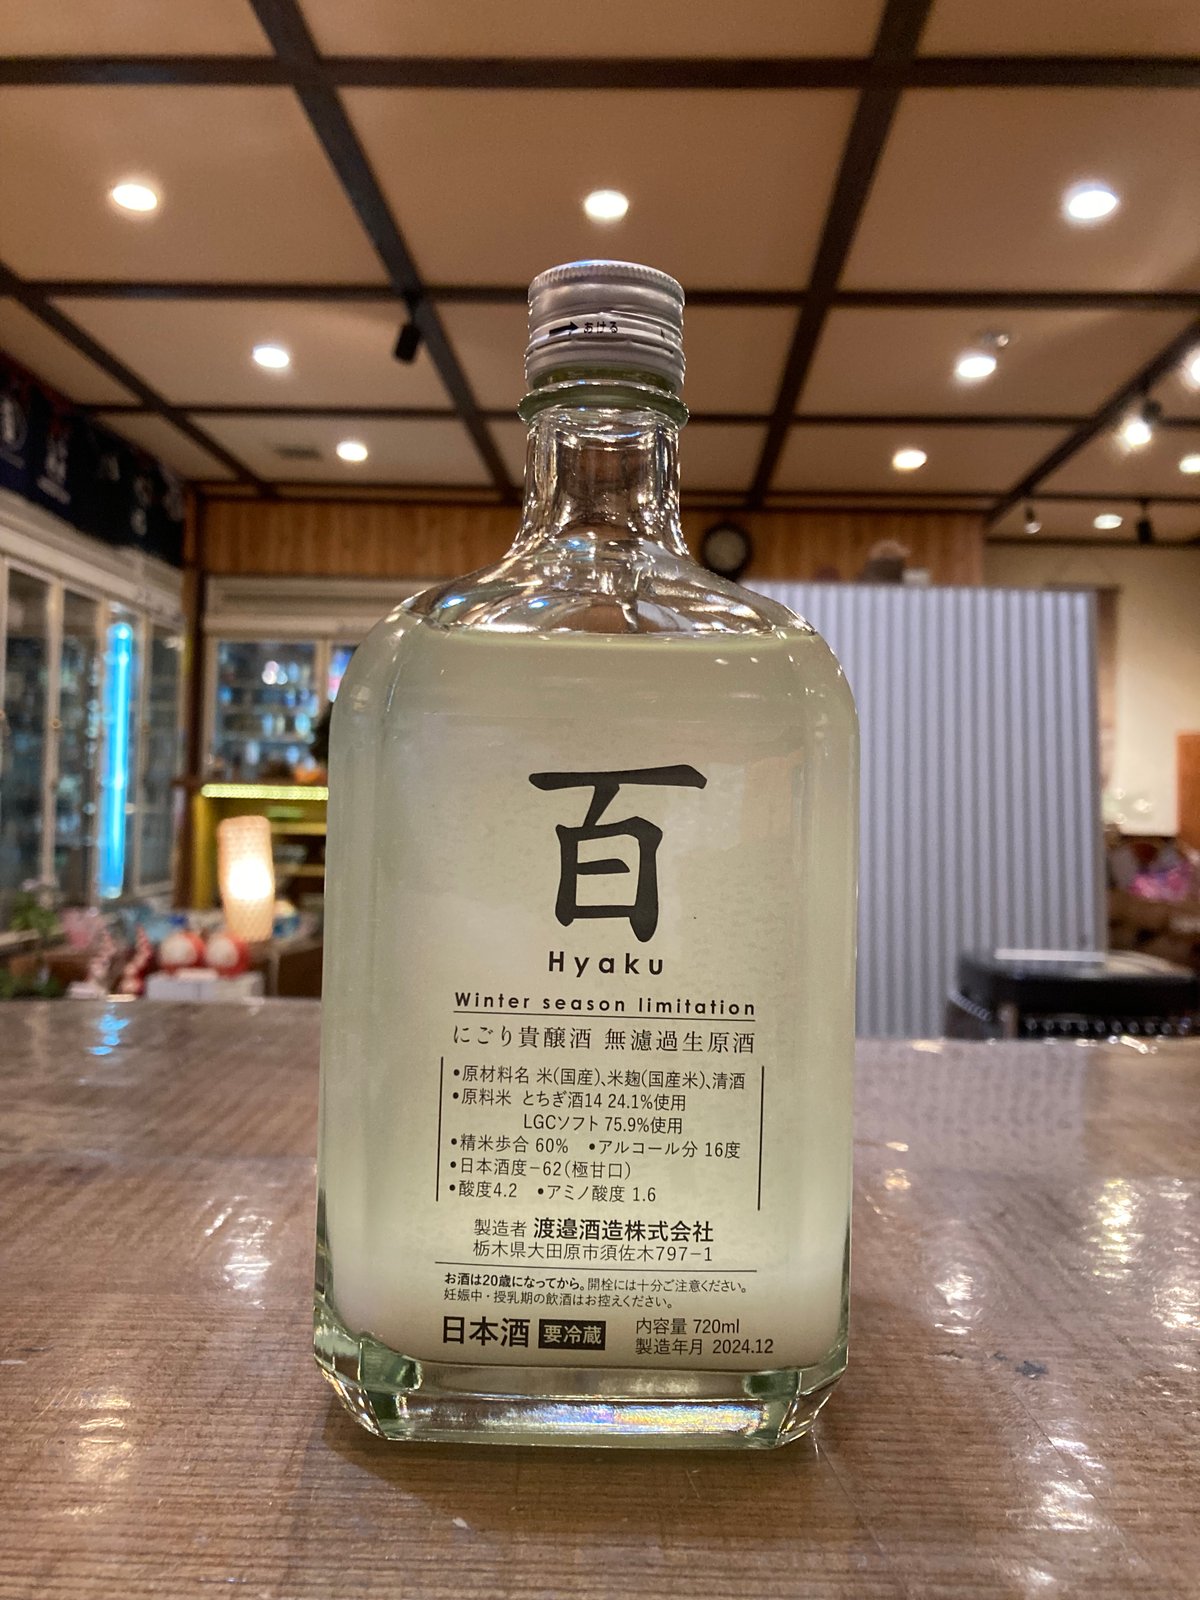 あける
百
Hyaku
Winter season limitation
にごり貴醸酒 無濾過生原酒
•原材料名 米(国産)､米麹(国産米)､清酒
•原料米 とちぎ酒14 24.1%使用
LGCソフト 75.9%使用
•精米歩合 60% •アルコール分 16度
•日本酒度−62(極甘口)
•酸度4.2 •アミノ酸度 1.6
製造者 渡邉酒造株式会社
栃木県大田原市須佐木797−1
お酒は20歳になってから。開栓には十分ご注意ください。
妊娠中・授乳期の飲酒はお控えください。
日本酒 要冷蔵
内容量 720ml
製造年月 2024.12